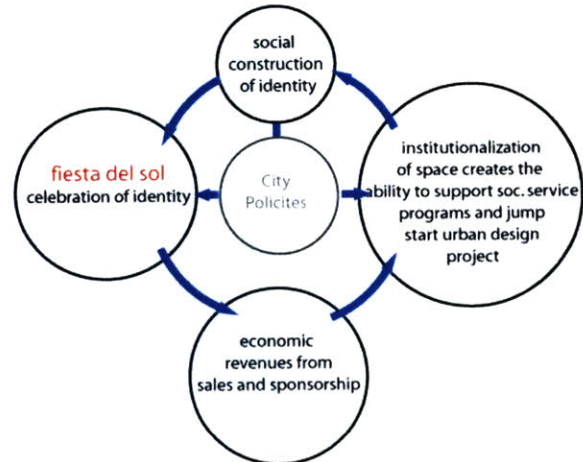 social
construction
of identity
fiesta del sol
celebration of identity
City
Policites
institutionalization
of space creates the
ability to support soc. service
programs and jump
start urban design
project
economic
revenues from
sales and sponsorship